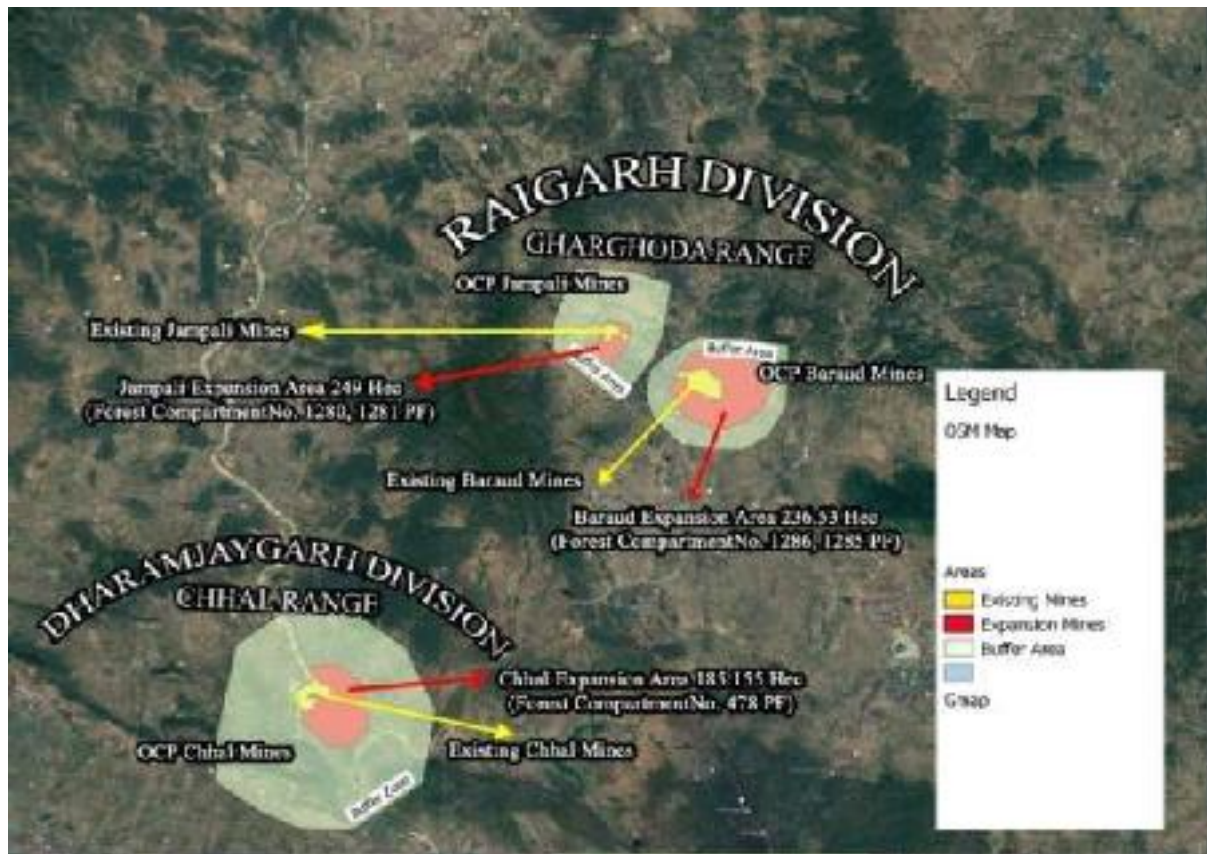 RAIGARH DIVISION
GHARGHODA RANGE
OCP Jampali Mines
Existing Jampali Mines
Buffer Area
Buffer Area
OCP Baraud Mines
Jampali Expansion Area 249 Hec
(Forest CompartmentNo. 1280, 1281 PF)
Existing Baraud Mines
Baraud Expansion Area 236.53 Hec
(Forest CompartmentNo. 1286, 1285 PF)
DHARAMJAYGARH DIVISION
CHHAL RANGE
Chhal Expansion Area 185.155 Hec
(Forest CompartmentNo. 478 PF)
OCP Chhal Mines
Existing Chhal Mines
Buffer Zone
Legend
OSM Map
Areas
Existing Mines
Expansion Mines
Buffer Area
Gmap